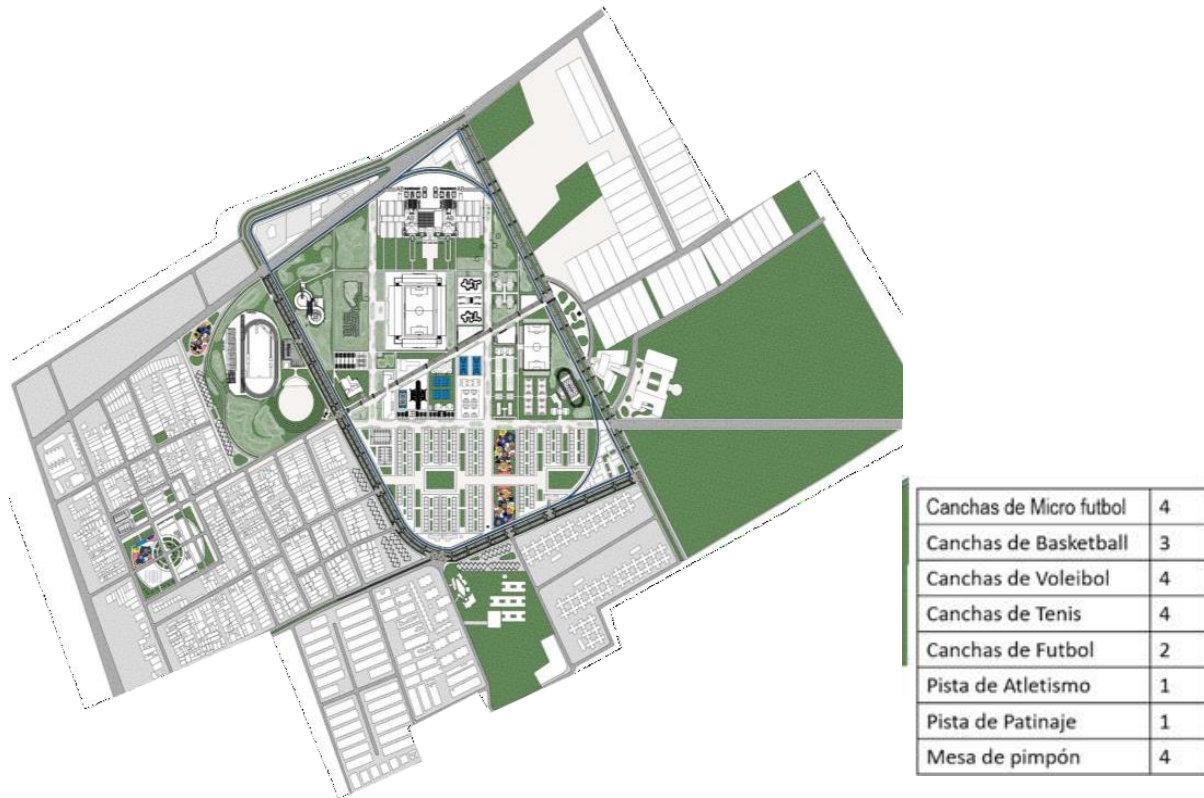 Canchas de Micro futbol 4
Canchas de Basketball 3
Canchas de Voleibol 4
Canchas de Tenis 4
Canchas de Futbol 2
Pista de Atletismo 1
Pista de Patinaje 1
Mesa de pimpón 4